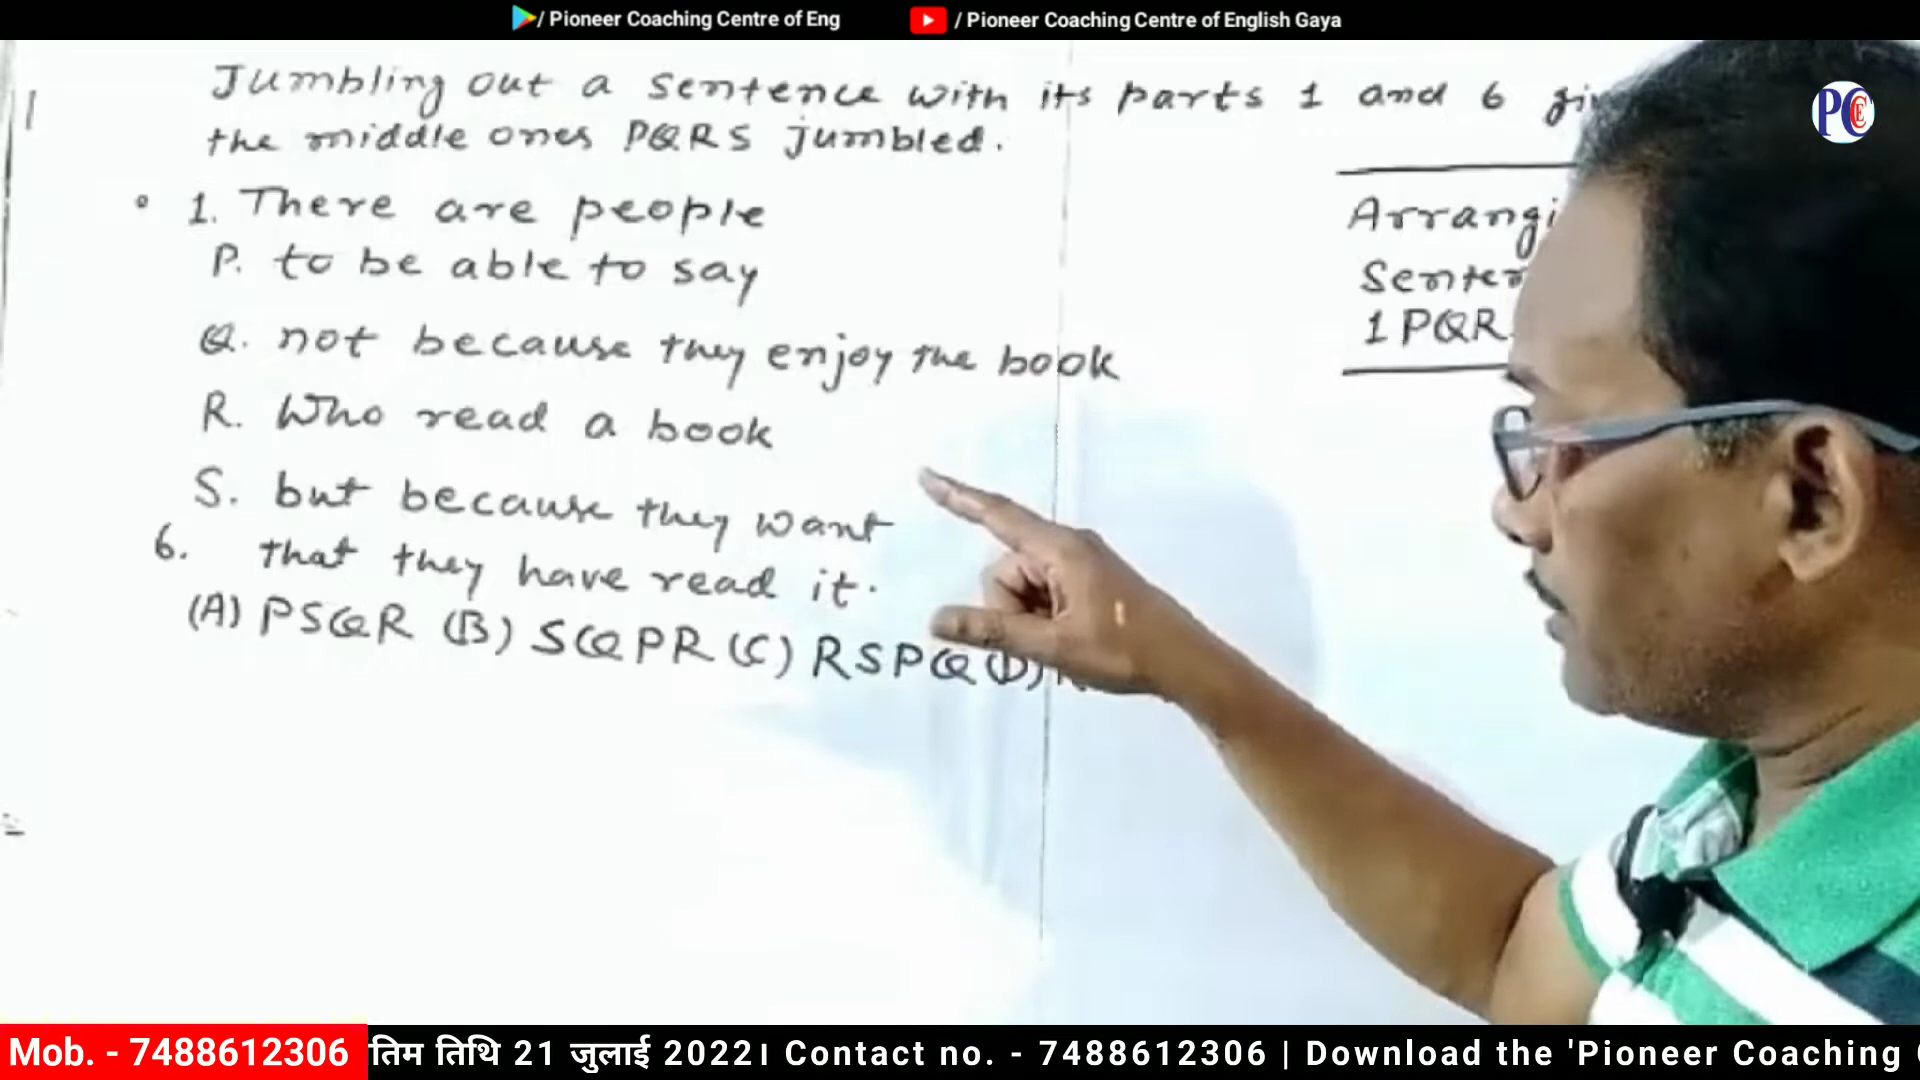 / Pioneer Coaching Centre of Eng
/ Pioneer Coaching Centre of English Gaya
PCE
Jumbling out a sentence with its parts 1 and 6
the middle ones PQRS jumbled.
1. There are people
P. to be able to say
Q. not because they enjoy the book
R. Who read a book
S. but because they want
6. that they have read it.
(A) PSQR (B) SQPR (C) RSPQ (D)
1 PQR
Mob. - 7488612306
तिम तिथि 21 जुलाई 2022। Contact no. - 7488612306 | Download the 'Pioneer Coaching